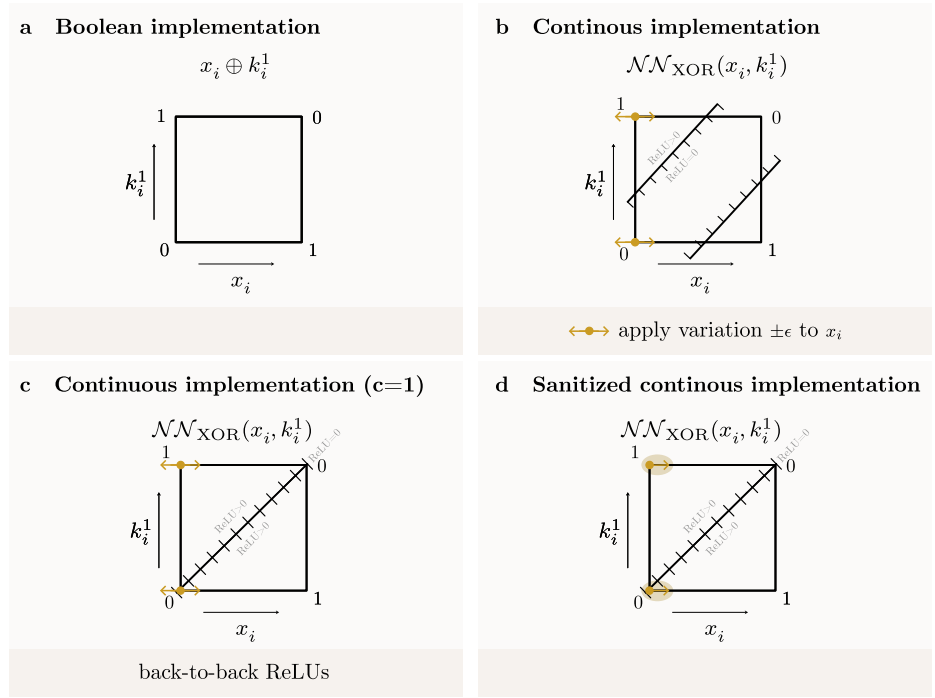 a Boolean implementation
x_i ⊕ k_i^1
1
0
k_i^1
0
1
x_i
b Continous implementation
𝒩𝒩_XOR(x_i, k_i^1)
1
0
ReLU>0
ReLU=0
k_i^1
0
1
x_i
apply variation ±ϵ to x_i
c Continuous implementation (c=1)
𝒩𝒩_XOR(x_i, k_i^1)
ReLU=0
1
0
ReLU>0
ReLU>0
k_i^1
0
1
x_i
back-to-back ReLUs
d Sanitized continous implementation
𝒩𝒩_XOR(x_i, k_i^1)
ReLU=0
1
0
ReLU>0
ReLU>0
k_i^1
0
1
x_i